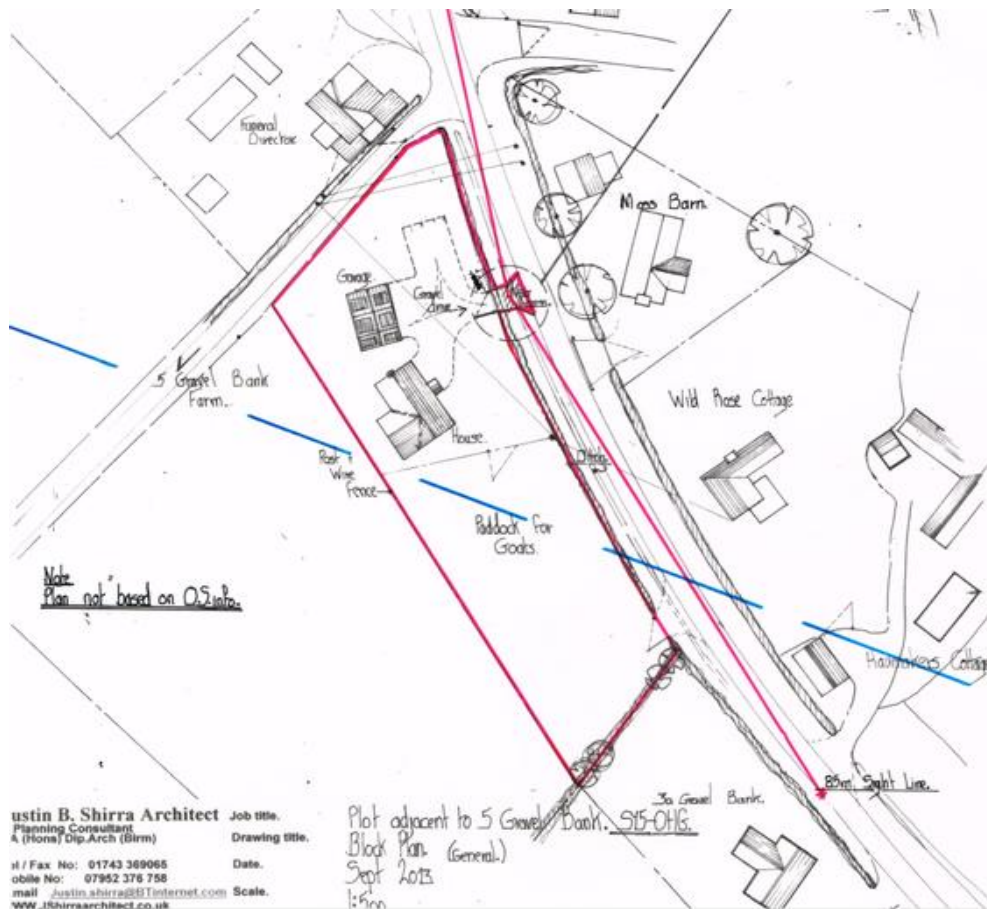 Funeral
Director
Moss Barn.
Garage
Gravel
drive
5 Gravel Bank
Farm.
House.
Wild Rose Cottage
Post &
Wire
Fence
Ditch.
Paddock for
Goats.
Note
Plan not based on O.S. info.
Haymakers Cottage
85m. Sight Line.
3a Gravel Bank.
ustin B. Shirra Architect
Planning Consultant
(Hons) Dip.Arch (Birm)
/ Fax No: 01743 369065
obile No: 07952 376 758
mail Justin.shirra@BTinternet.com
WW.JShirraarchitect.co.uk
Job title.
Drawing title.
Date.
Scale.
Plot adjacent to 5 Gravel Bank. SY5-0HG.
Block Plan. (General.)
Sept 2013
1:500